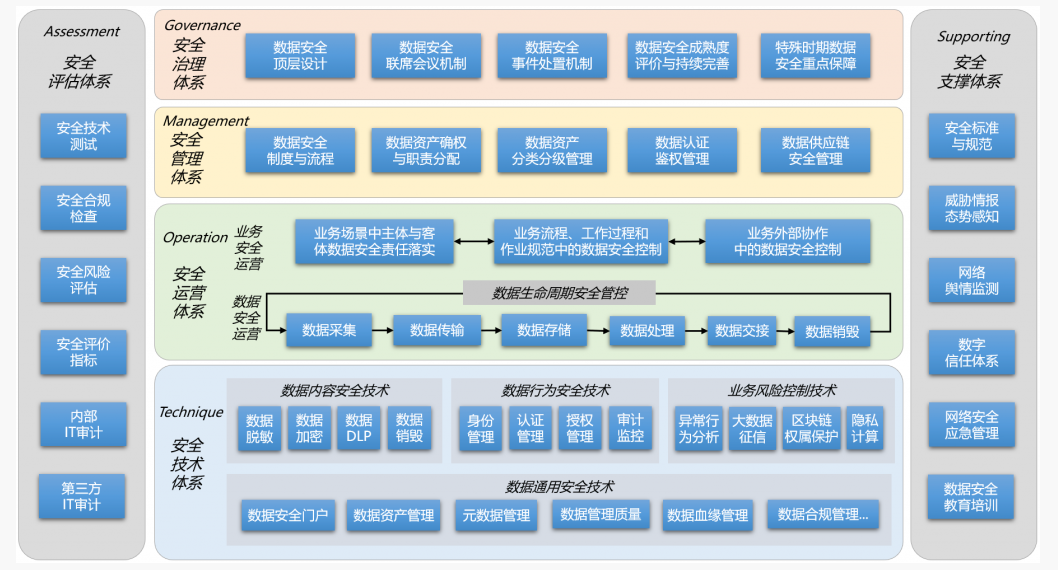 Assessment
安全
评估体系
安全技术
测试
安全合规
检查
安全风险
评估
安全评价
指标
内部
IT审计
第三方
IT审计
Governance
安全
治理
体系
数据安全
顶层设计
数据安全
联席会议机制
数据安全
事件处置机制
数据安全成熟度
评价与持续完善
特殊时期数据
安全重点保障
Management
安全
管理
体系
数据安全
制度与流程
数据资产确权
与职责分配
数据资产
分类分级管理
数据认证
鉴权管理
数据供应链
安全管理
Operation
安全
运营
体系
业务
安全
运营
业务场景中主体与客
体数据安全责任落实
业务流程、工作过程和
作业规范中的数据安全控制
业务外部协作
中的数据安全控制
数据
安全
运营
数据生命周期安全管控
数据采集
数据传输
数据存储
数据处理
数据交接
数据销毁
Technique
安全
技术
体系
数据内容安全技术
数据
脱敏
数据
加密
数据
DLP
数据
销毁
数据行为安全技术
身份
管理
认证
管理
授权
管理
审计
监控
业务风险控制技术
异常行
为分析
大数据
征信
区块链
权属保护
隐私
计算
数据通用安全技术
数据安全门户
数据资产管理
元数据管理
数据管理质量
数据血缘管理
数据合规管理...
Supporting
安全
支撑体系
安全标准
与规范
威胁情报
态势感知
网络
舆情监测
数字
信任体系
网络安全
应急管理
数据安全
教育培训